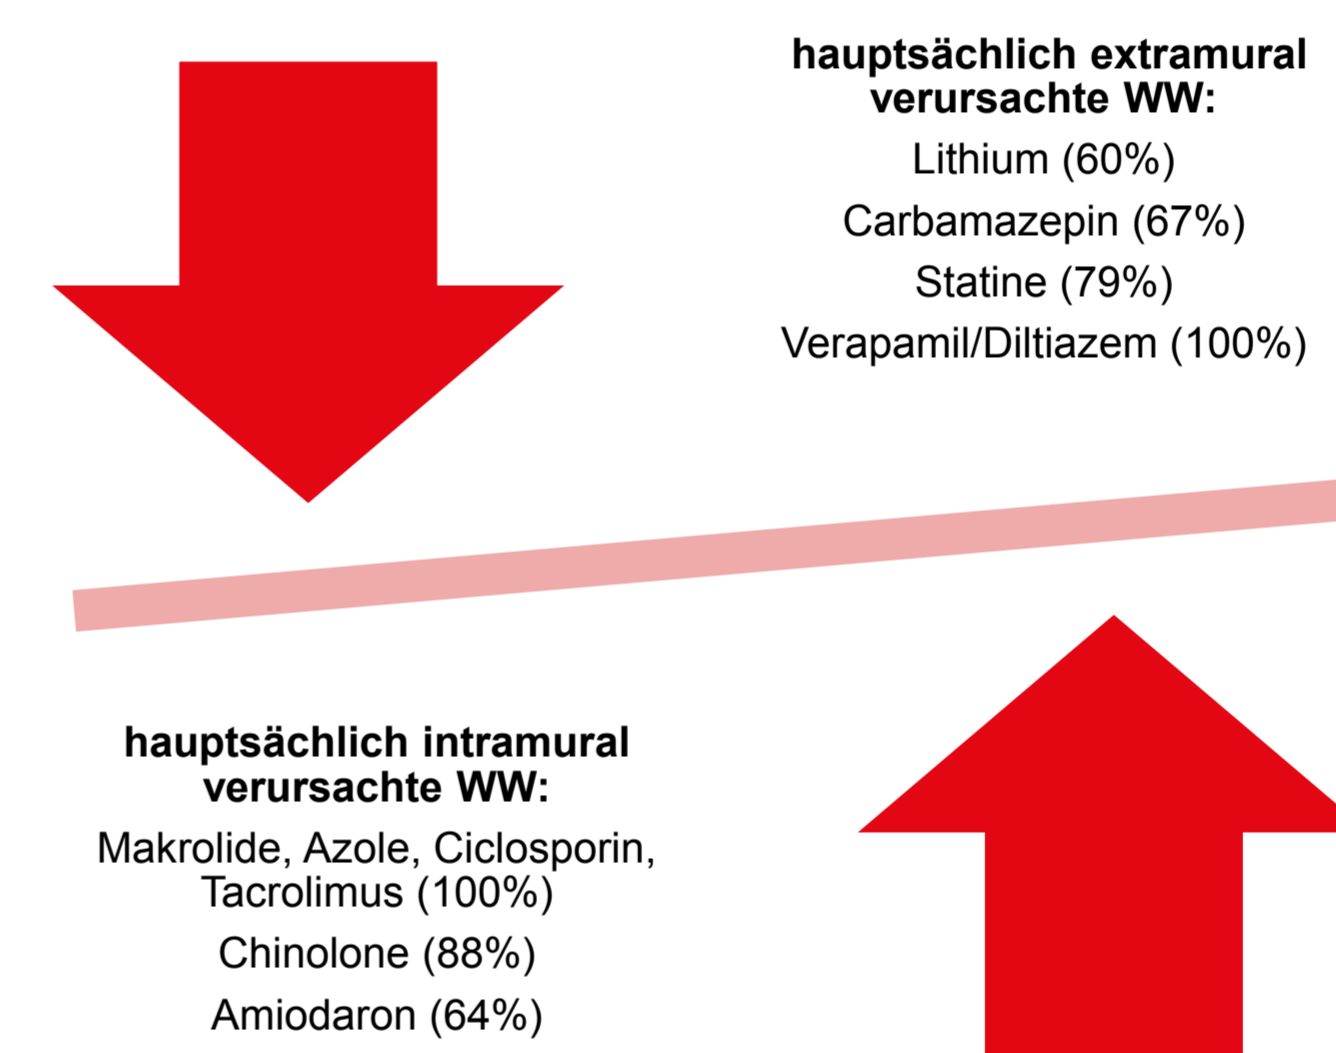 hauptsächlich extramural
verursachte WW:
Lithium (60%)
Carbamazepin (67%)
Statine (79%)
Verapamil/Diltiazem (100%)
hauptsächlich intramural
verursachte WW:
Makrolide, Azole, Ciclosporin,
Tacrolimus (100%)
Chinolone (88%)
Amiodaron (64%)